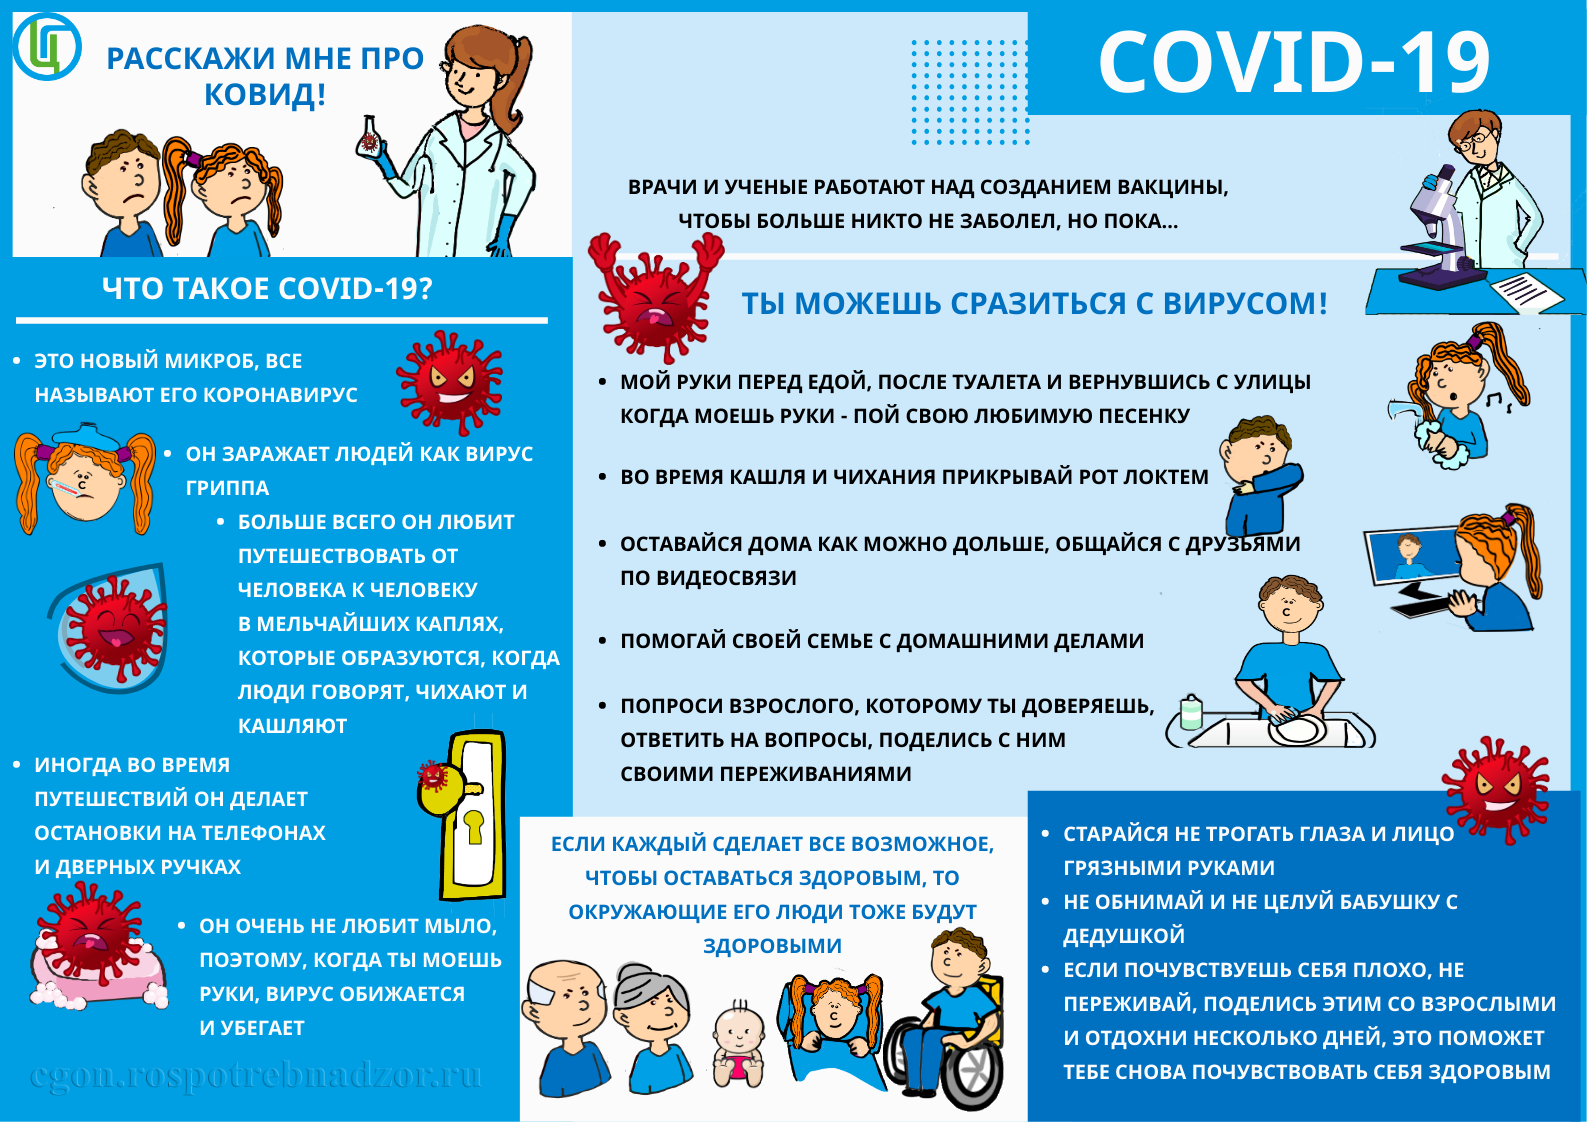 ЦГ
РАССКАЖИ МНЕ ПРО
КОВИД!
ЧТО ТАКОЕ COVID-19?
• ЭТО НОВЫЙ МИКРОБ, ВСЕ
НАЗЫВАЮТ ЕГО КОРОНАВИРУС
• ОН ЗАРАЖАЕТ ЛЮДЕЙ КАК ВИРУС
ГРИППА
• БОЛЬШЕ ВСЕГО ОН ЛЮБИТ
ПУТЕШЕСТВОВАТЬ ОТ
ЧЕЛОВЕКА К ЧЕЛОВЕКУ
В МЕЛЬЧАЙШИХ КАПЛЯХ,
КОТОРЫЕ ОБРАЗУЮТСЯ, КОГДА
ЛЮДИ ГОВОРЯТ, ЧИХАЮТ И
КАШЛЯЮТ
• ИНОГДА ВО ВРЕМЯ
ПУТЕШЕСТВИЙ ОН ДЕЛАЕТ
ОСТАНОВКИ НА ТЕЛЕФОНАХ
И ДВЕРНЫХ РУЧКАХ
• ОН ОЧЕНЬ НЕ ЛЮБИТ МЫЛО,
ПОЭТОМУ, КОГДА ТЫ МОЕШЬ
РУКИ, ВИРУС ОБИЖАЕТСЯ
И УБЕГАЕТ
cgon.rospotrebnadzor.ru
COVID-19
ВРАЧИ И УЧЕНЫЕ РАБОТАЮТ НАД СОЗДАНИЕМ ВАКЦИНЫ,
ЧТОБЫ БОЛЬШЕ НИКТО НЕ ЗАБОЛЕЛ, НО ПОКА...
ТЫ МОЖЕШЬ СРАЗИТЬСЯ С ВИРУСОМ!
• МОЙ РУКИ ПЕРЕД ЕДОЙ, ПОСЛЕ ТУАЛЕТА И ВЕРНУВШИСЬ С УЛИЦЫ
КОГДА МОЕШЬ РУКИ - ПОЙ СВОЮ ЛЮБИМУЮ ПЕСЕНКУ
• ВО ВРЕМЯ КАШЛЯ И ЧИХАНИЯ ПРИКРЫВАЙ РОТ ЛОКТЕМ
• ОСТАВАЙСЯ ДОМА КАК МОЖНО ДОЛЬШЕ, ОБЩАЙСЯ С ДРУЗЬЯМИ
ПО ВИДЕОСВЯЗИ
• ПОМОГАЙ СВОЕЙ СЕМЬЕ С ДОМАШНИМИ ДЕЛАМИ
• ПОПРОСИ ВЗРОСЛОГО, КОТОРОМУ ТЫ ДОВЕРЯЕШЬ,
ОТВЕТИТЬ НА ВОПРОСЫ, ПОДЕЛИСЬ С НИМ
СВОИМИ ПЕРЕЖИВАНИЯМИ
ЕСЛИ КАЖДЫЙ СДЕЛАЕТ ВСЕ ВОЗМОЖНОЕ,
ЧТОБЫ ОСТАВАТЬСЯ ЗДОРОВЫМ, ТО
ОКРУЖАЮЩИЕ ЕГО ЛЮДИ ТОЖЕ БУДУТ
ЗДОРОВЫМИ
• СТАРАЙСЯ НЕ ТРОГАТЬ ГЛАЗА И ЛИЦО
ГРЯЗНЫМИ РУКАМИ
• НЕ ОБНИМАЙ И НЕ ЦЕЛУЙ БАБУШКУ С
ДЕДУШКОЙ
• ЕСЛИ ПОЧУВСТВУЕШЬ СЕБЯ ПЛОХО, НЕ
ПЕРЕЖИВАЙ, ПОДЕЛИСЬ ЭТИМ СО ВЗРОСЛЫМИ
И ОТДОХНИ НЕСКОЛЬКО ДНЕЙ, ЭТО ПОМОЖЕТ
ТЕБЕ СНОВА ПОЧУВСТВОВАТЬ СЕБЯ ЗДОРОВЫМ